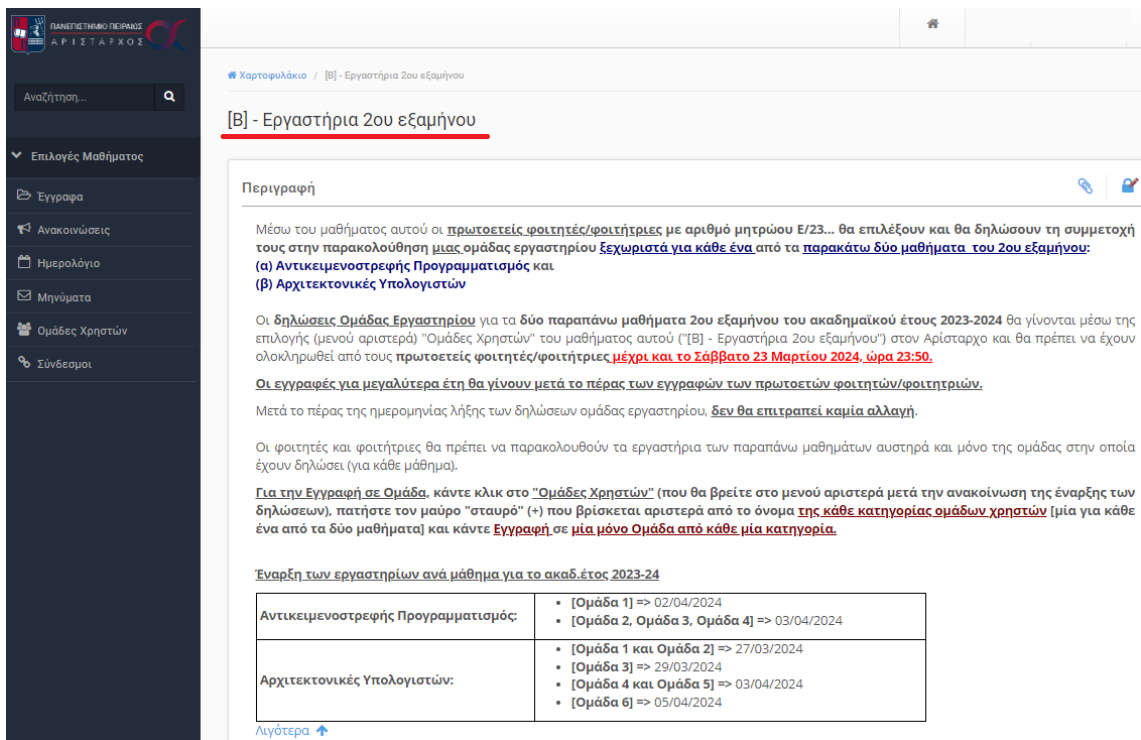 ΠΑΝΕΠΙΣΤΗΜΙΟ ΠΕΙΡΑΙΩΣ
ΑΡΙΣΤΑΡΧΟΣ
Αναζήτηση...
Επιλογές Μαθήματος
Έγγραφα
Ανακοινώσεις
Ημερολόγιο
Μηνύματα
Ομάδες Χρηστών
Σύνδεσμοι
Χαρτοφυλάκιο / [Β] - Εργαστήρια 2ου εξαμήνου
[Β] - Εργαστήρια 2ου εξαμήνου
Περιγραφή
Μέσω του μαθήματος αυτού οι πρωτοετείς φοιτητές/φοιτήτριες με αριθμό μητρώου Ε/23... θα επιλέξουν και θα δηλώσουν τη συμμετοχή
τους στην παρακολούθηση μιας ομάδας εργαστηρίου ξεχωριστά για κάθε ένα από τα παρακάτω δύο μαθήματα του 2ου εξαμήνου:
(α) Αντικειμενοστρεφής Προγραμματισμός και
(β) Αρχιτεκτονικές Υπολογιστών
Οι δηλώσεις Ομάδας Εργαστηρίου για τα δύο παραπάνω μαθήματα 2ου εξαμήνου του ακαδημαϊκού έτους 2023-2024 θα γίνονται μέσω της
επιλογής (μενού αριστερά) "Ομάδες Χρηστών" του μαθήματος αυτού ("[Β] - Εργαστήρια 2ου εξαμήνου") στον Αρίσταρχο και θα πρέπει να έχουν
ολοκληρωθεί από τους πρωτοετείς φοιτητές/φοιτήτριες μέχρι και το Σάββατο 23 Μαρτίου 2024, ώρα 23:50.
Οι εγγραφές για μεγαλύτερα έτη θα γίνουν μετά το πέρας των εγγραφών των πρωτοετών φοιτητών/φοιτητριών.
Μετά το πέρας της ημερομηνίας λήξης των δηλώσεων ομάδας εργαστηρίου, δεν θα επιτραπεί καμία αλλαγή.
Οι φοιτητές και φοιτήτριες θα πρέπει να παρακολουθούν τα εργαστήρια των παραπάνω μαθημάτων αυστηρά και μόνο της ομάδας στην οποία
έχουν δηλώσει (για κάθε μάθημα).
Για την Εγγραφή σε Ομάδα, κάντε κλικ στο "Ομάδες Χρηστών" (που θα βρείτε στο μενού αριστερά μετά την ανακοίνωση της έναρξης των
δηλώσεων), πατήστε τον μαύρο "σταυρό" (+) που βρίσκεται αριστερά από το όνομα της κάθε κατηγορίας ομάδων χρηστών [μία για κάθε
ένα από τα δύο μαθήματα] και κάντε Εγγραφή σε μία μόνο Ομάδα από κάθε μία κατηγορία.
Έναρξη των εργαστηρίων ανά μάθημα για το ακαδ.έτος 2023-24
Αντικειμενοστρεφής Προγραμματισμός:
• [Ομάδα 1] => 02/04/2024
• [Ομάδα 2, Ομάδα 3, Ομάδα 4] => 03/04/2024
Αρχιτεκτονικές Υπολογιστών:
• [Ομάδα 1 και Ομάδα 2] => 27/03/2024
• [Ομάδα 3] => 29/03/2024
• [Ομάδα 4 και Ομάδα 5] => 03/04/2024
• [Ομάδα 6] => 05/04/2024
Λιγότερα